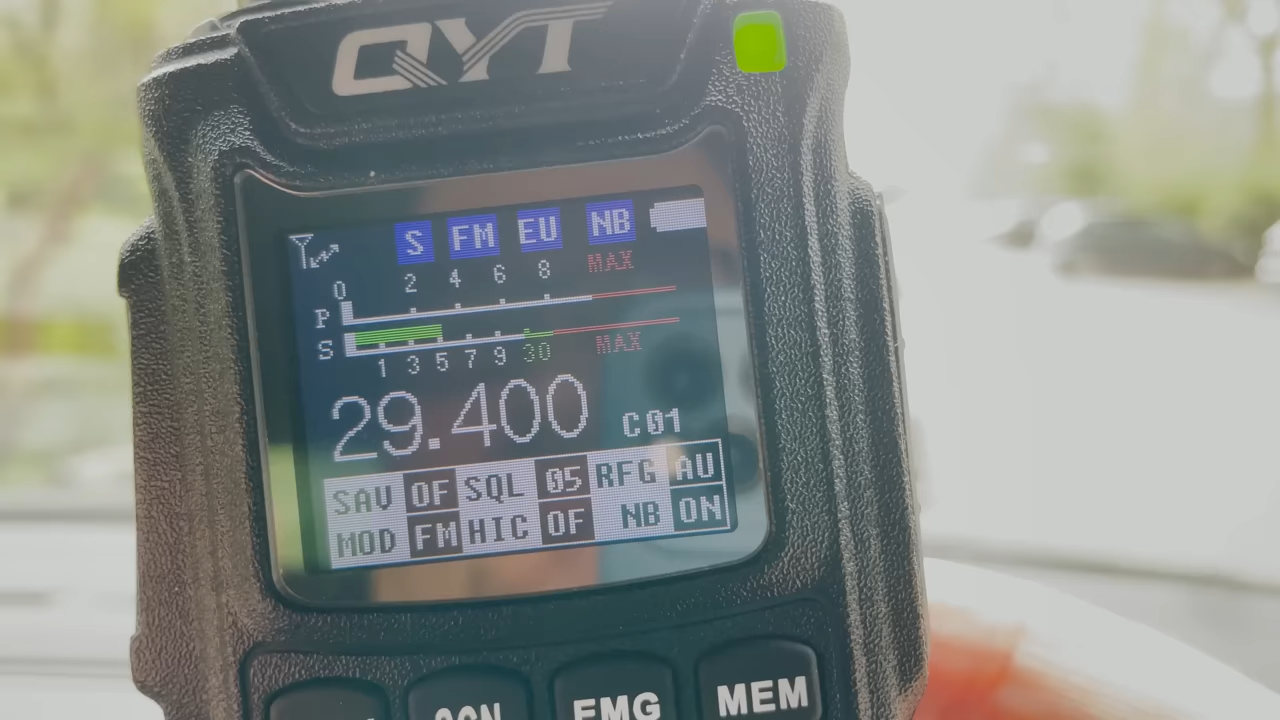 QYT
S FM EU NB
0 2 4 6 8 MAX
P
S
1 3 5 7 9 30 MAX
29.400 C01
SAV OF SQL 05 RFG AU
MOD FM HIC OF NB ON
EMG MEM